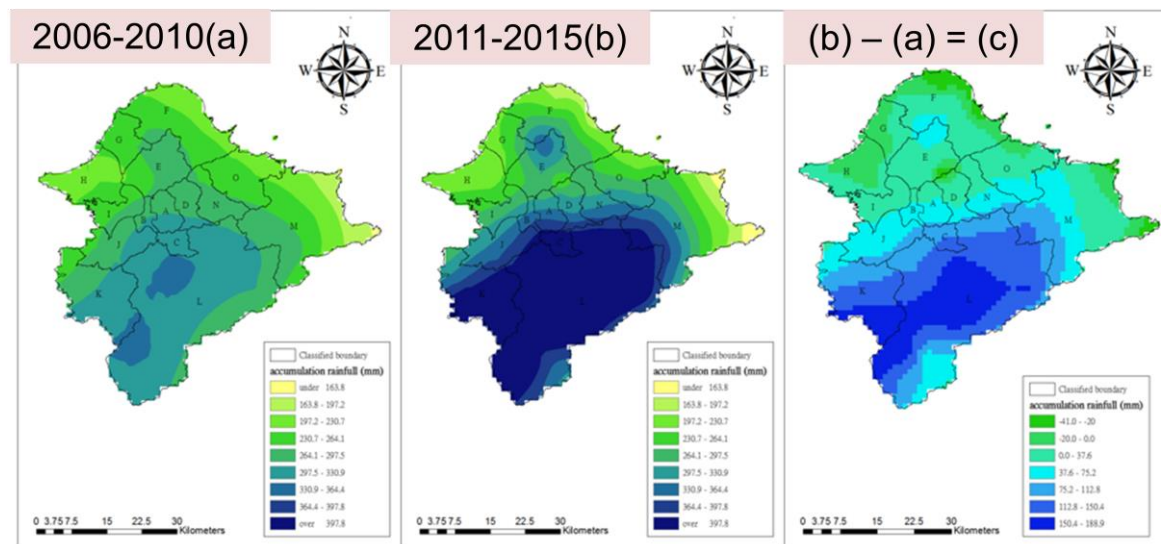 2006-2010(a)
N
W E
S
F
G
E
H
O
I
A
D
N
B
M
J
C
K
L
Classified boundary
accumulation rainfall (mm)
under 163.8
163.8 - 197.2
197.2 - 230.7
230.7 - 264.1
264.1 - 297.5
297.5 - 330.9
330.9 - 364.4
364.4 - 397.8
over 397.8
0 3.75 7.5 15 22.5 30
Kilometers
2011-2015(b)
N
W E
S
F
G
E
H
O
I
A
D
N
B
M
J
C
K
L
Classified boundary
accumulation rainfall (mm)
under 163.8
163.8 - 197.2
197.2 - 230.7
230.7 - 264.1
264.1 - 297.5
297.5 - 330.9
330.9 - 364.4
364.4 - 397.8
over 397.8
0 3.75 7.5 15 22.5 30
Kilometers
(b) – (a) = (c)
N
W E
S
F
G
E
H
O
I
A
D
N
B
M
J
C
K
L
Classified boundary
accumulation rainfall (mm)
-41.0 - -20
-20.0 - 0.0
0.0 - 37.6
37.6 - 75.2
75.2 - 112.8
112.8 - 150.4
150.4 - 188.9
0 3.75 7.5 15 22.5 30
Kilometers